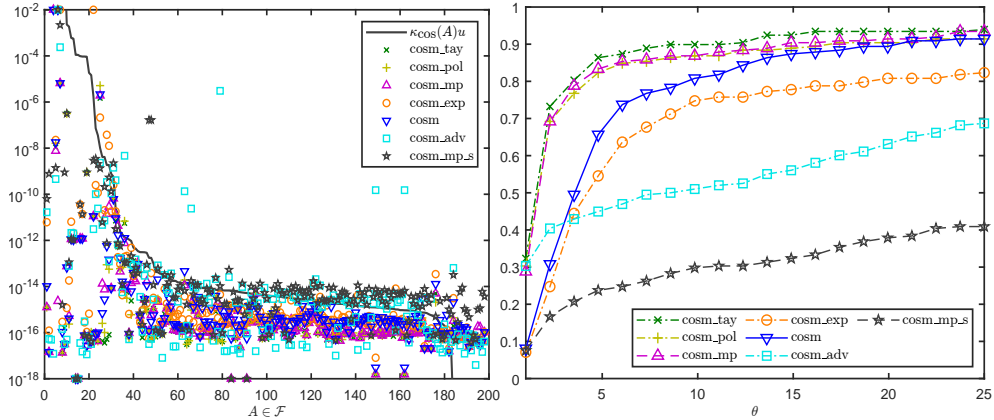 10^-2
10^-4
10^-6
10^-8
10^-10
10^-12
10^-14
10^-16
10^-18
0 20 40 60 80 100 120 140 160 180 200
A ∈ F
κcos(A)u
cosm_tay
cosm_pol
cosm_mp
cosm_exp
cosm
cosm_adv
cosm_mp_s
1
0.9
0.8
0.7
0.6
0.5
0.4
0.3
0.2
0.1
0
5 10 15 20 25
θ
cosm_tay cosm_exp cosm_mp_s
cosm_pol cosm
cosm_mp cosm_adv